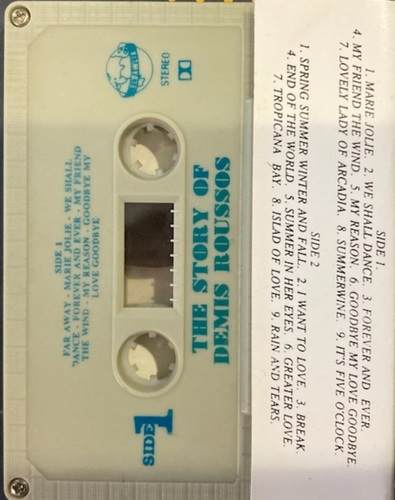 STEREO
THE STORY OF
DEMIS ROUSSOS
SIDE 1
FAR AWAY - MARIE JOLIE - WE SHALL
DANCE - FOREVER AND EVER - MY FRIEND
THE WIND - MY REASON - GOODBYE MY
LOVE GOODBYE
SIDE 1
SIDE 1.
1. MARIE JOLIE. 2. WE SHALL DANCE. 3. FOREVER AND EVER
4. MY FRIEND THE WIND. 5. MY REASON. 6. GOODBYE MY LOVE GOODBYE.
7. LOVELY LADY OF ARCADIA. 8. SUMMERWINE. 9. IT'S FIVE O'CLOCK.
SIDE 2
1. SPRING SUMMER WINTER AND FALL. 2. I WANT TO LOVE. 3. BREAK.
4. END OF THE WORLD. 5. SUMMER IN HER EYES. 6. GREATER LOVE.
7. TROPICANA BAY. 8. ISLAD OF LOVE. 9. RAIN AND TEARS.